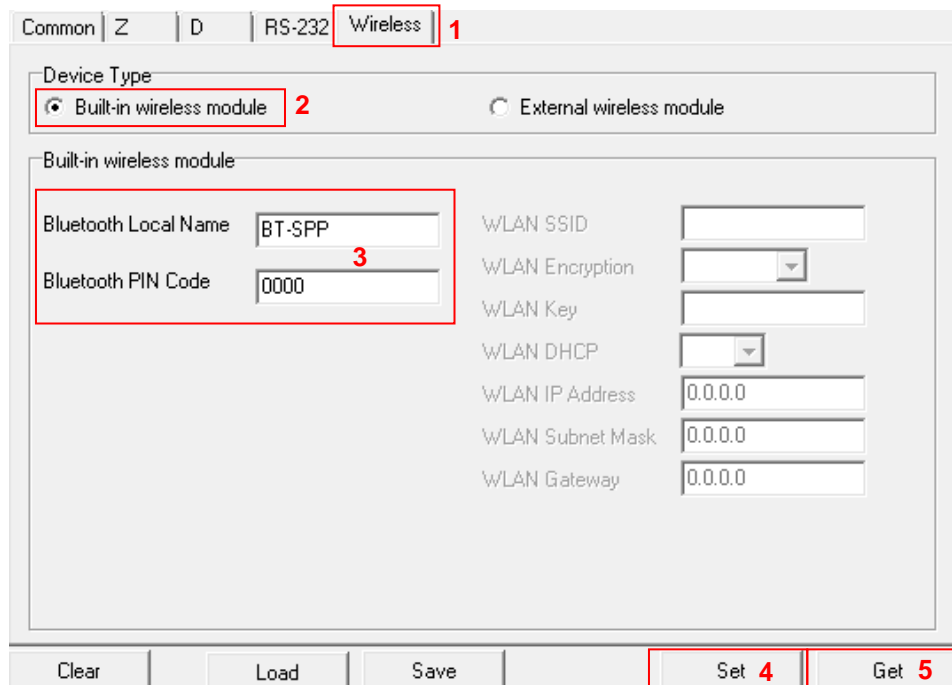 Common Z D RS-232 Wireless 1
Device Type
Built-in wireless module 2 External wireless module
Built-in wireless module
Bluetooth Local Name BT-SPP WLAN SSID
3
Bluetooth PIN Code 0000 WLAN Encryption
WLAN Key
WLAN DHCP
WLAN IP Address 0.0.0.0
WLAN Subnet Mask 0.0.0.0
WLAN Gateway 0.0.0.0
Clear Load Save Set 4 Get 5